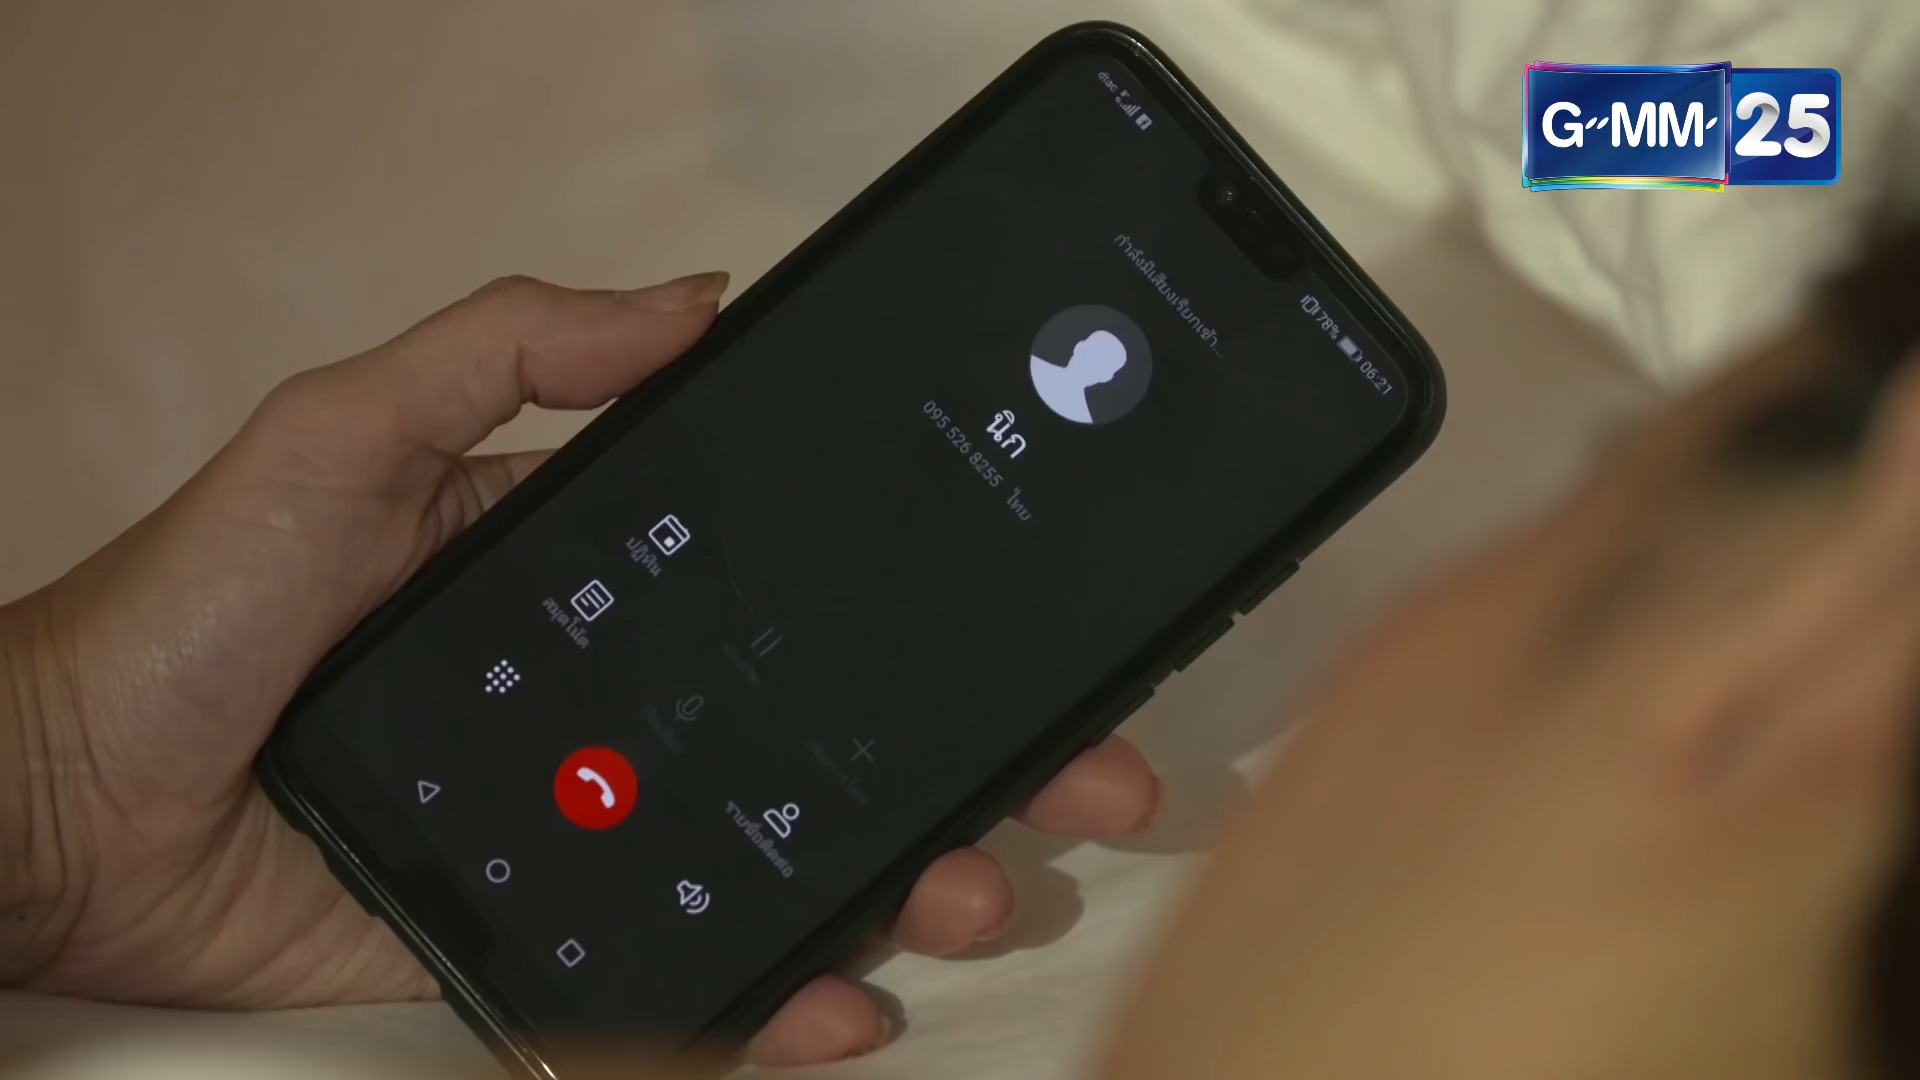 GMM 25
dtac
78% 06:21
กำลังมีเสียงเรียกเข้า...
นิก
095 526 8255 ไทย
ปฏิทิน
สมุดโน้ต
รายชื่อติดต่อ